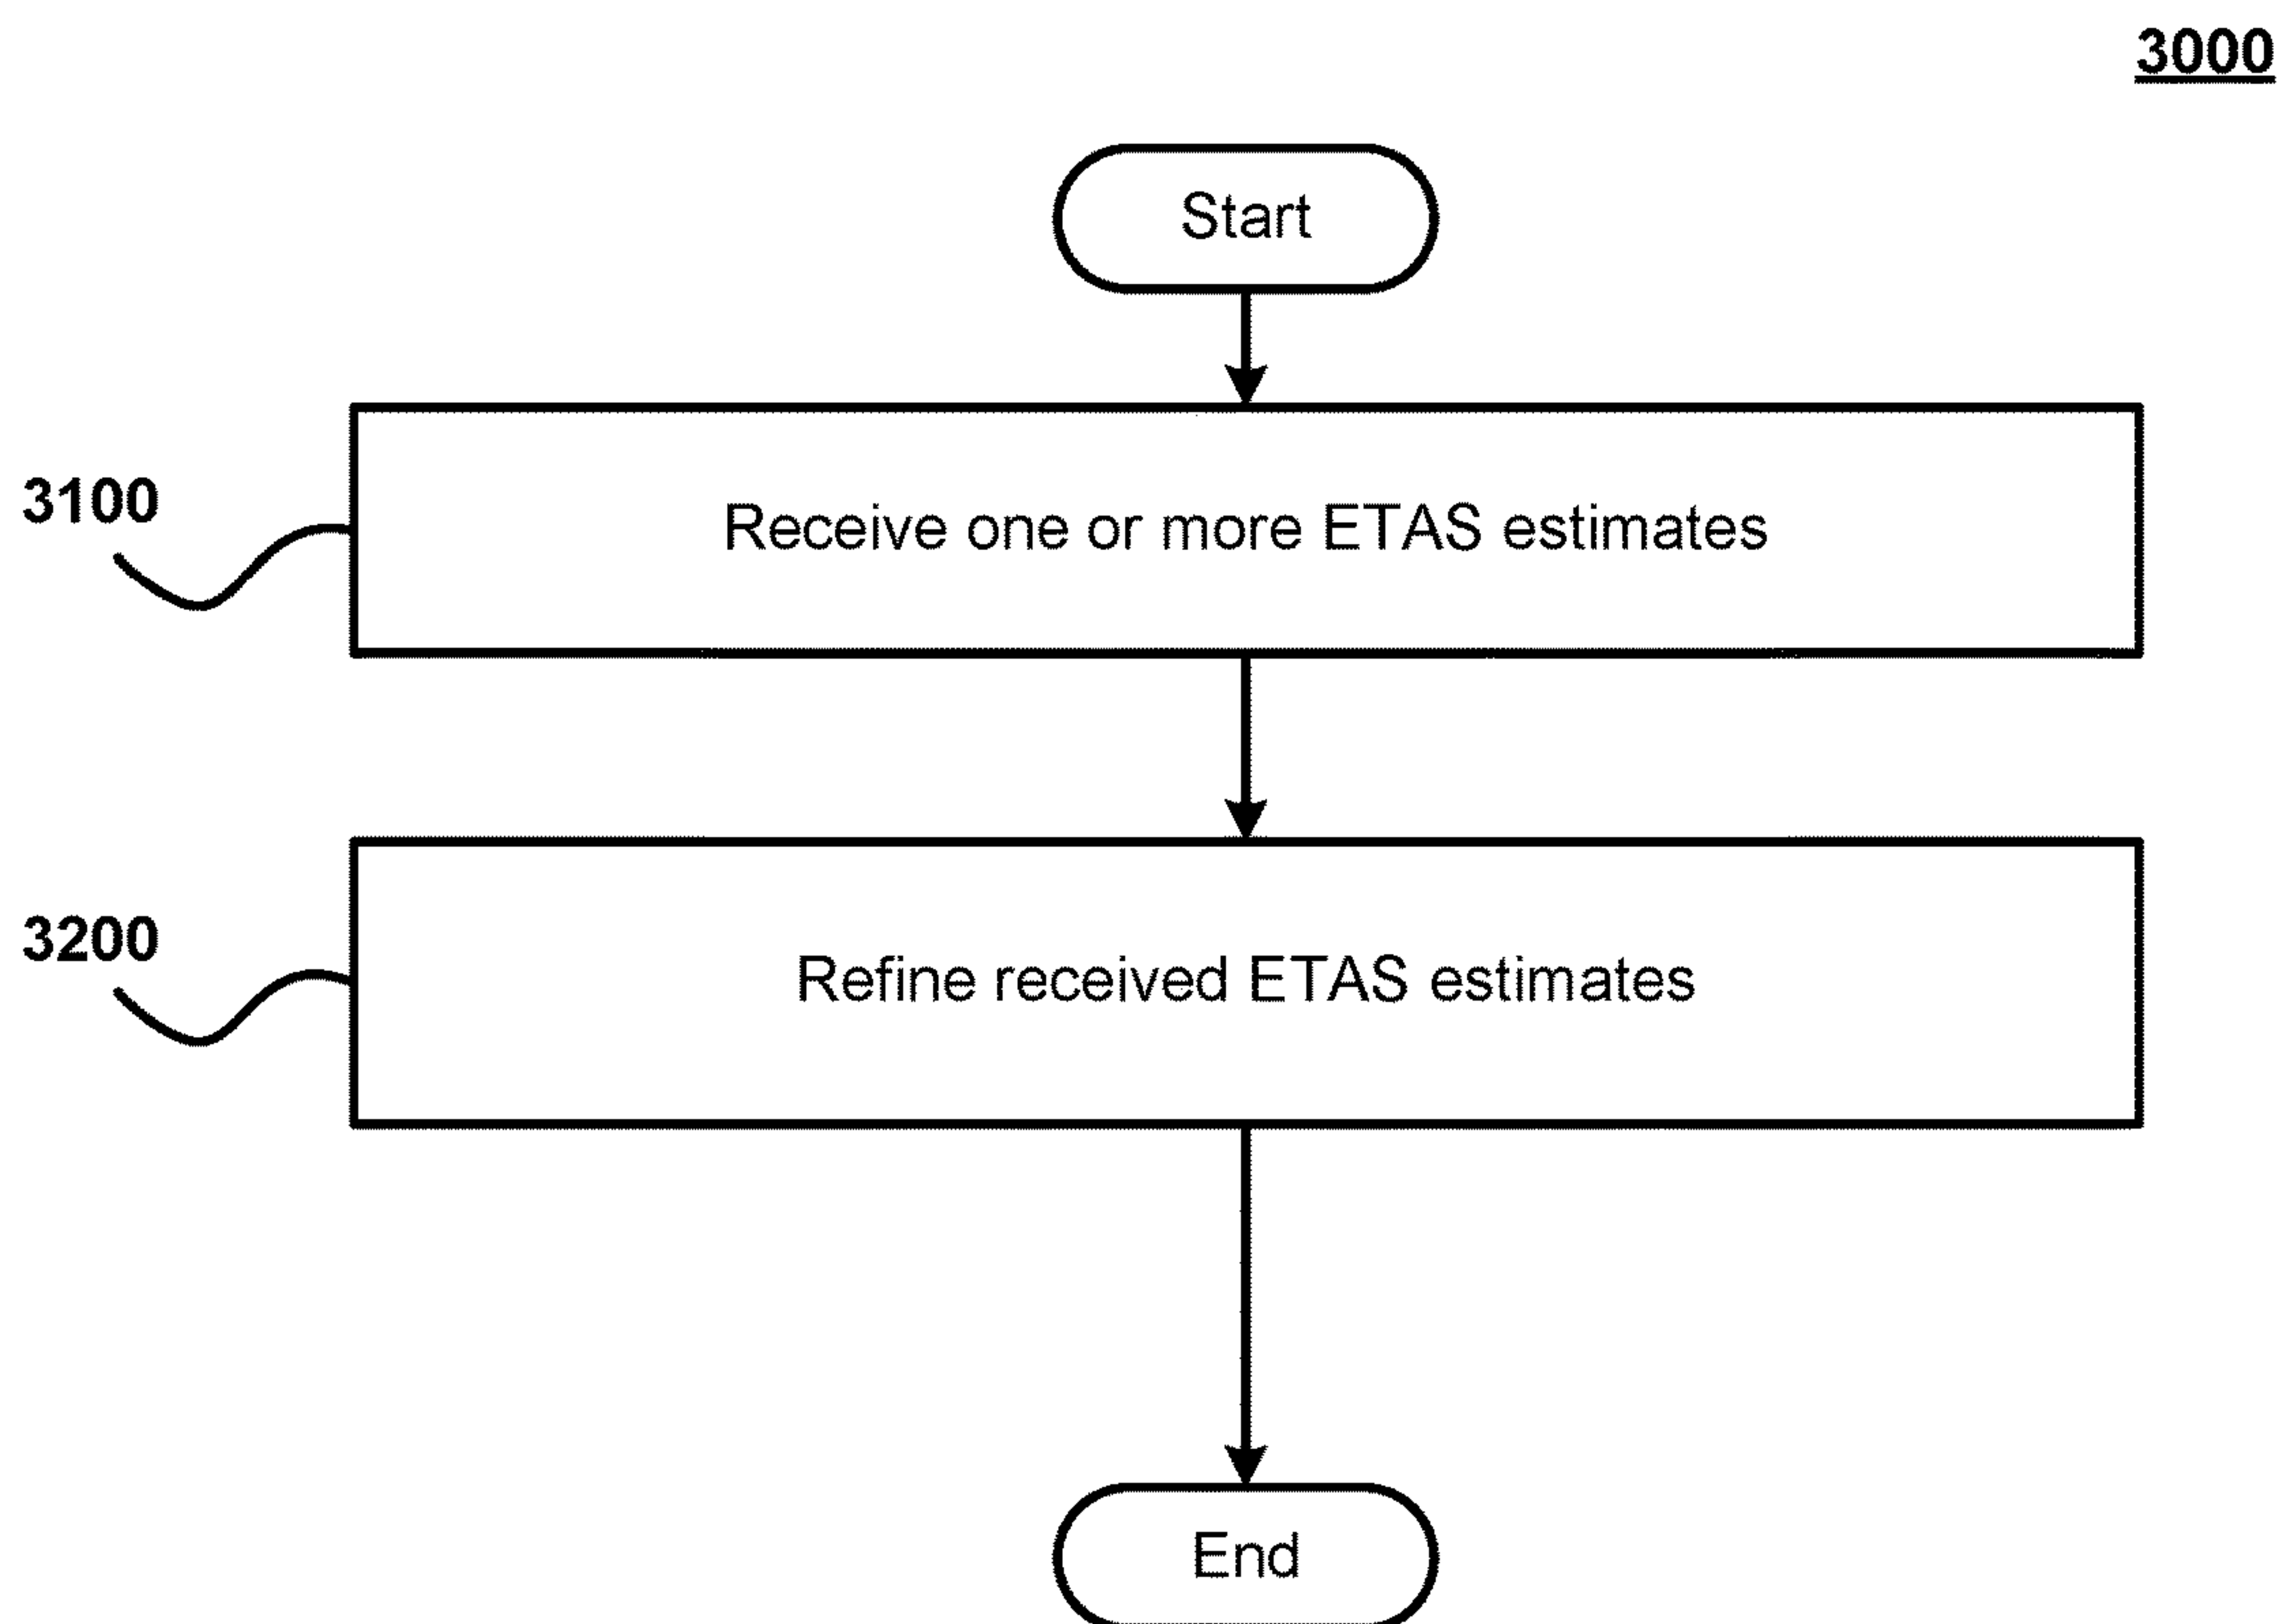 3000
Start
3100
Receive one or more ETAS estimates
3200
Refine received ETAS estimates
End